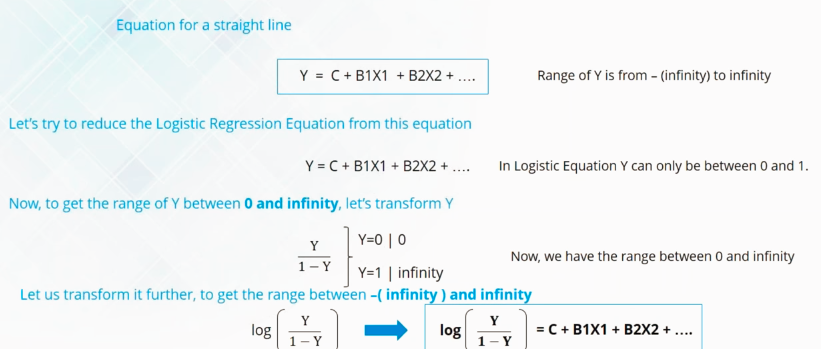 Equation for a straight line
Y = C + B1X1 + B2X2 + .... Range of Y is from – (infinity) to infinity
Let's try to reduce the Logistic Regression Equation from this equation
Y = C + B1X1 + B2X2 + .... In Logistic Equation Y can only be between 0 and 1.
Now, to get the range of Y between 0 and infinity, let's transform Y
Y=0 | 0
Y
1 – Y
Y=1 | infinity
Now, we have the range between 0 and infinity
Let us transform it further, to get the range between –( infinity ) and infinity
log ( Y / 1 – Y ) log ( Y / 1 – Y ) = C + B1X1 + B2X2 + ....